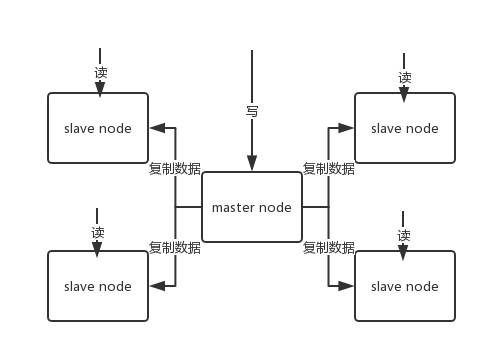 读
写
读
slave node
slave node
复制数据
复制数据
master node
读
读
复制数据
复制数据
slave node
slave node